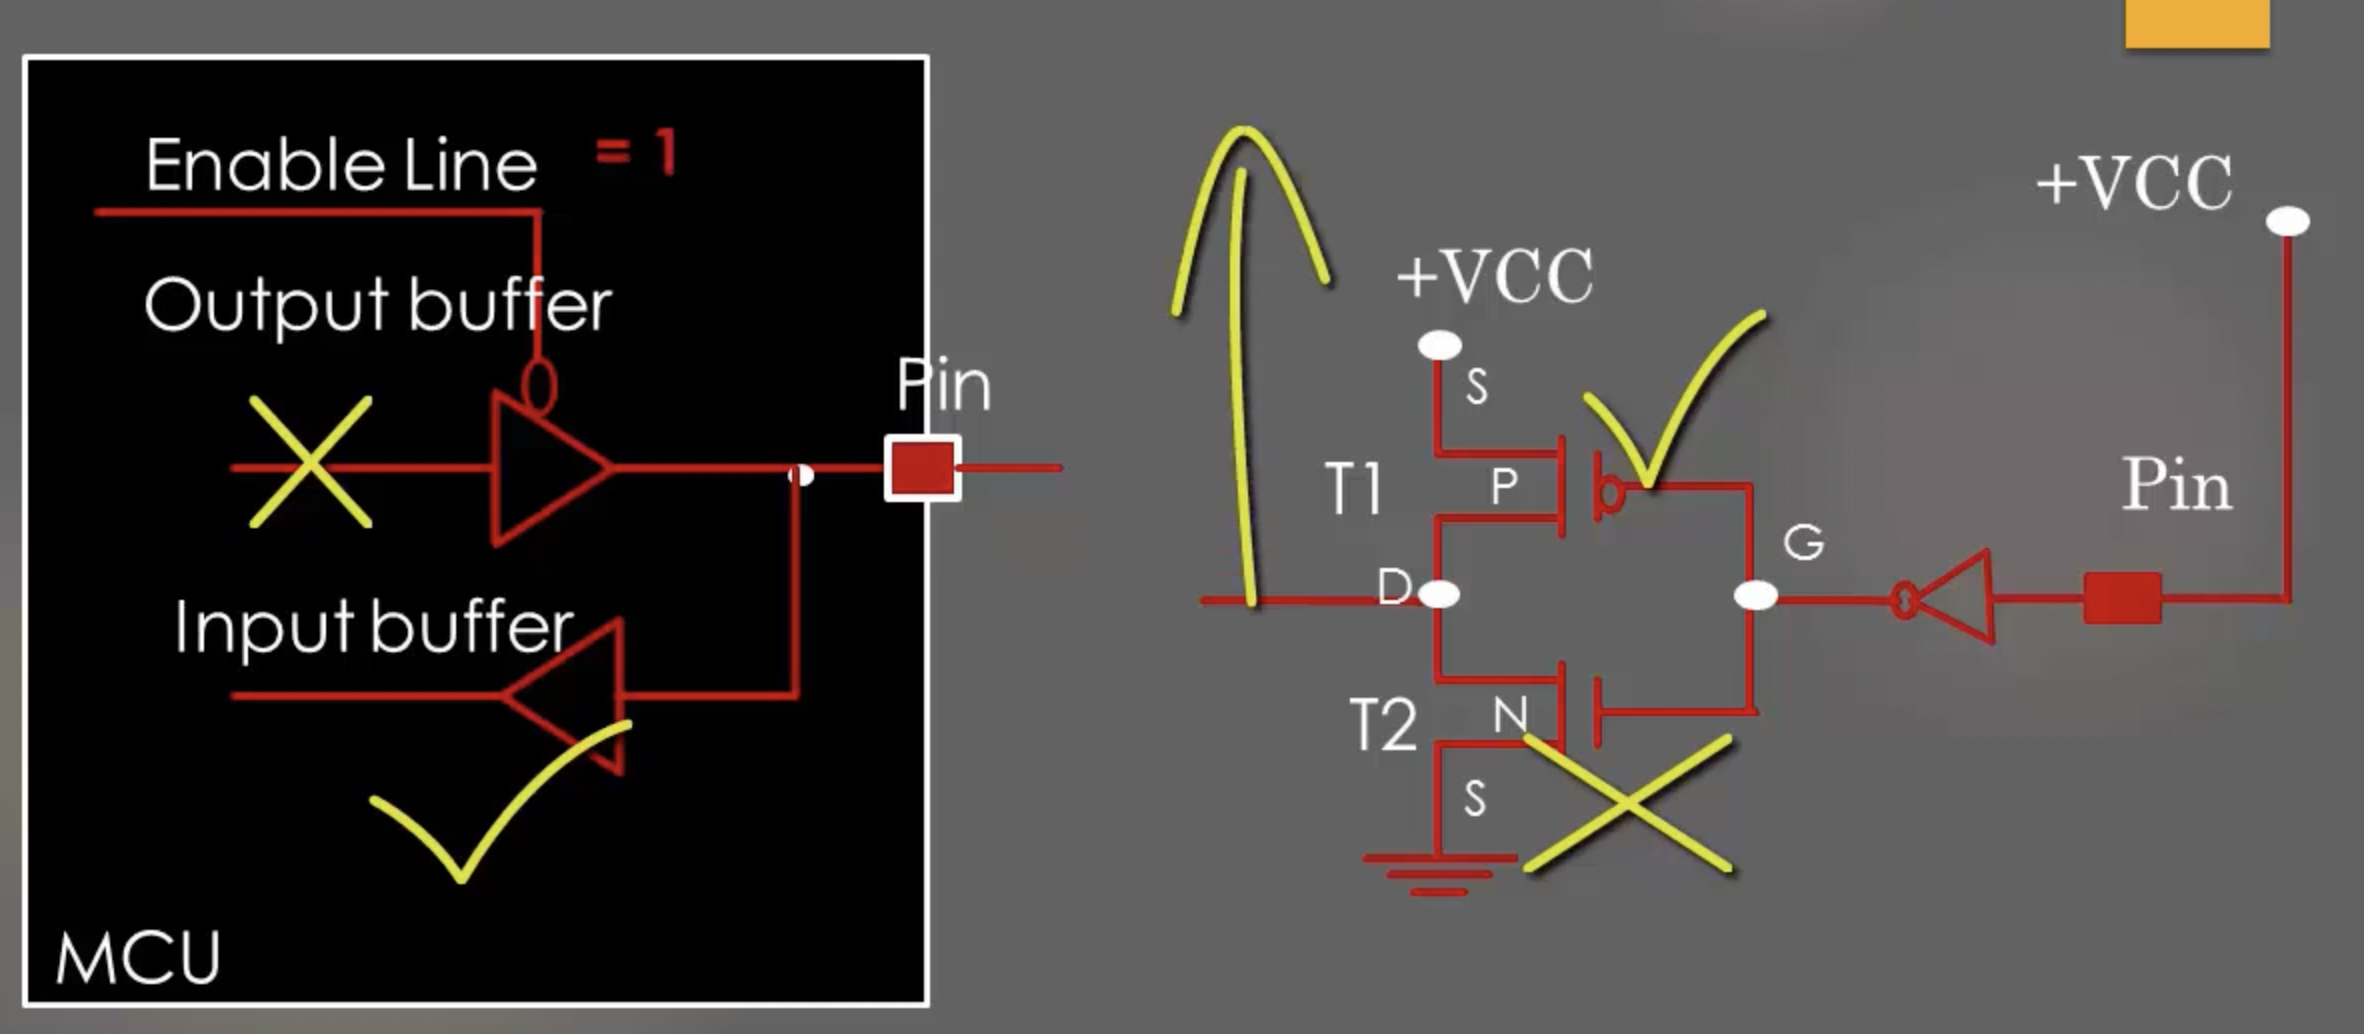 Enable Line = 1
Output buffer
Pin
Input buffer
MCU
+VCC
S
T1
P
D
G
T2
N
S
+VCC
Pin